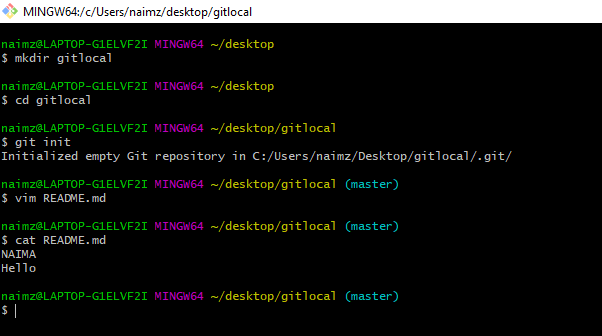 MINGW64:/c/Users/naimz/desktop/gitlocal
naimz@LAPTOP-G1ELVF2I MINGW64 ~/desktop
$ mkdir gitlocal
naimz@LAPTOP-G1ELVF2I MINGW64 ~/desktop
$ cd gitlocal
naimz@LAPTOP-G1ELVF2I MINGW64 ~/desktop/gitlocal
$ git init
Initialized empty Git repository in C:/Users/naimz/Desktop/gitlocal/.git/
naimz@LAPTOP-G1ELVF2I MINGW64 ~/desktop/gitlocal (master)
$ vim README.md
naimz@LAPTOP-G1ELVF2I MINGW64 ~/desktop/gitlocal (master)
$ cat README.md
NAIMA
Hello
naimz@LAPTOP-G1ELVF2I MINGW64 ~/desktop/gitlocal (master)
$